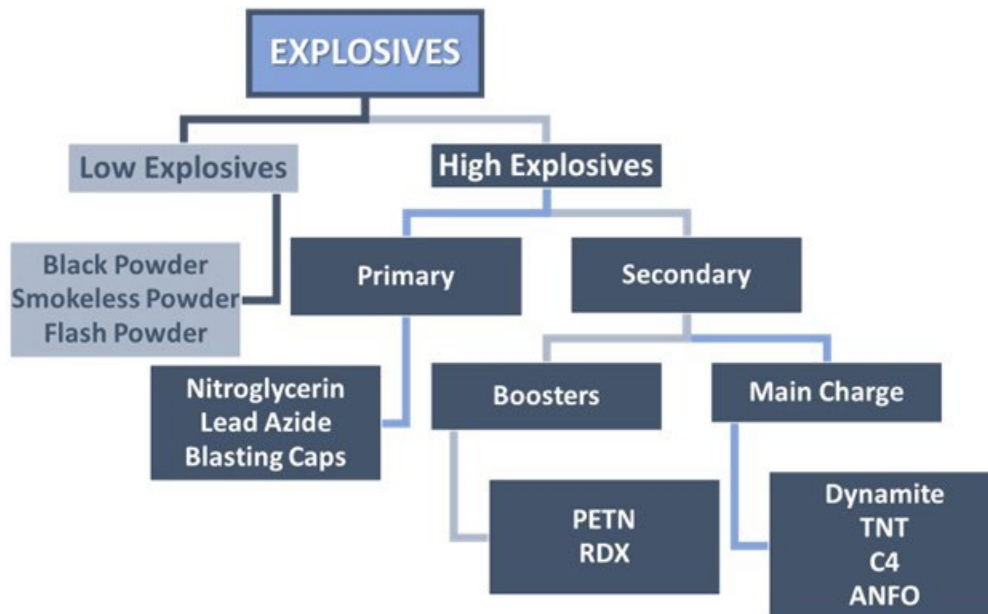 EXPLOSIVES
Low Explosives
High Explosives
Black Powder
Smokeless Powder
Flash Powder
Primary
Secondary
Nitroglycerin
Lead Azide
Blasting Caps
Boosters
Main Charge
PETN
RDX
Dynamite
TNT
C4
ANFO